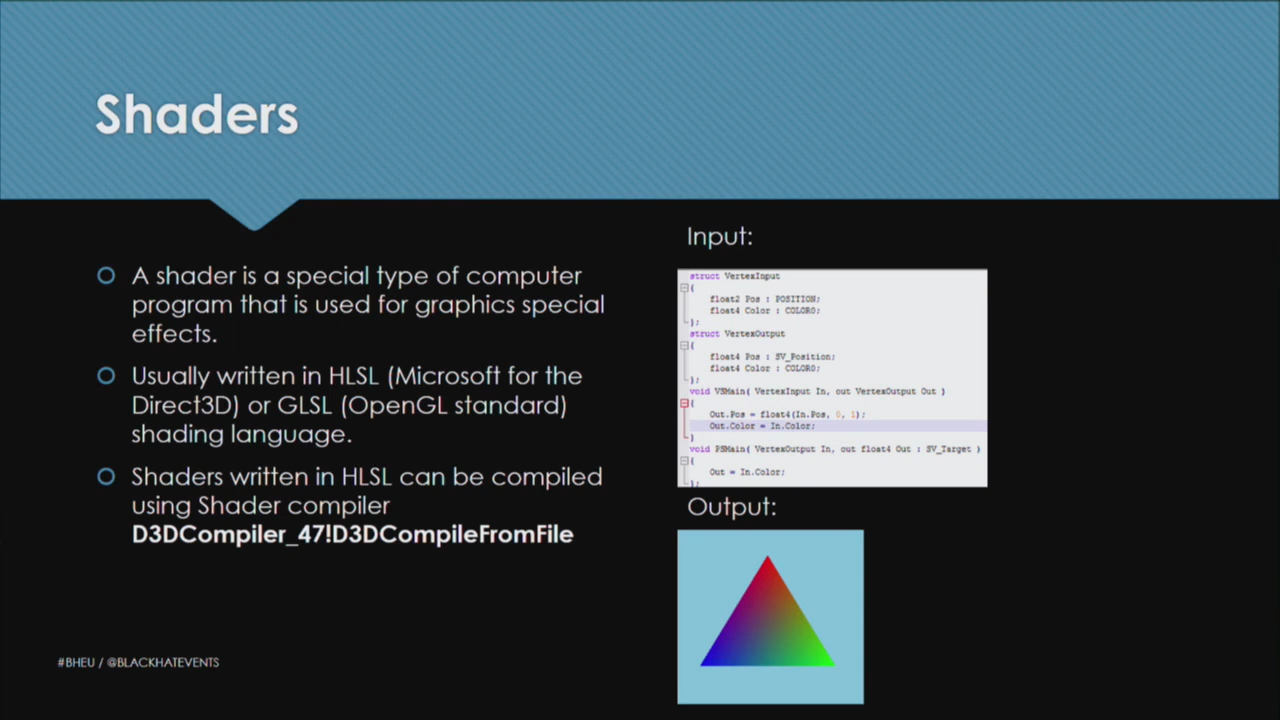 Shaders
A shader is a special type of computer
program that is used for graphics special
effects.
Usually written in HLSL (Microsoft for the
Direct3D) or GLSL (OpenGL standard)
shading language.
Shaders written in HLSL can be compiled
using Shader compiler
D3DCompiler_47!D3DCompileFromFile
#BHEU / @BLACKHATEVENTS
Input:
struct VertexInput
{
float2 Pos : POSITION;
float4 Color : COLOR0;
};
struct VertexOutput
{
float4 Pos : SV_Position;
float4 Color : COLOR0;
};
void VSMain( VertexInput In, out VertexOutput Out )
{
Out.Pos = float4(In.Pos, 0, 1);
Out.Color = In.Color;
}
void PSMain( VertexOutput In, out float4 Out : SV_Target )
{
Out = In.Color;
};
Output: